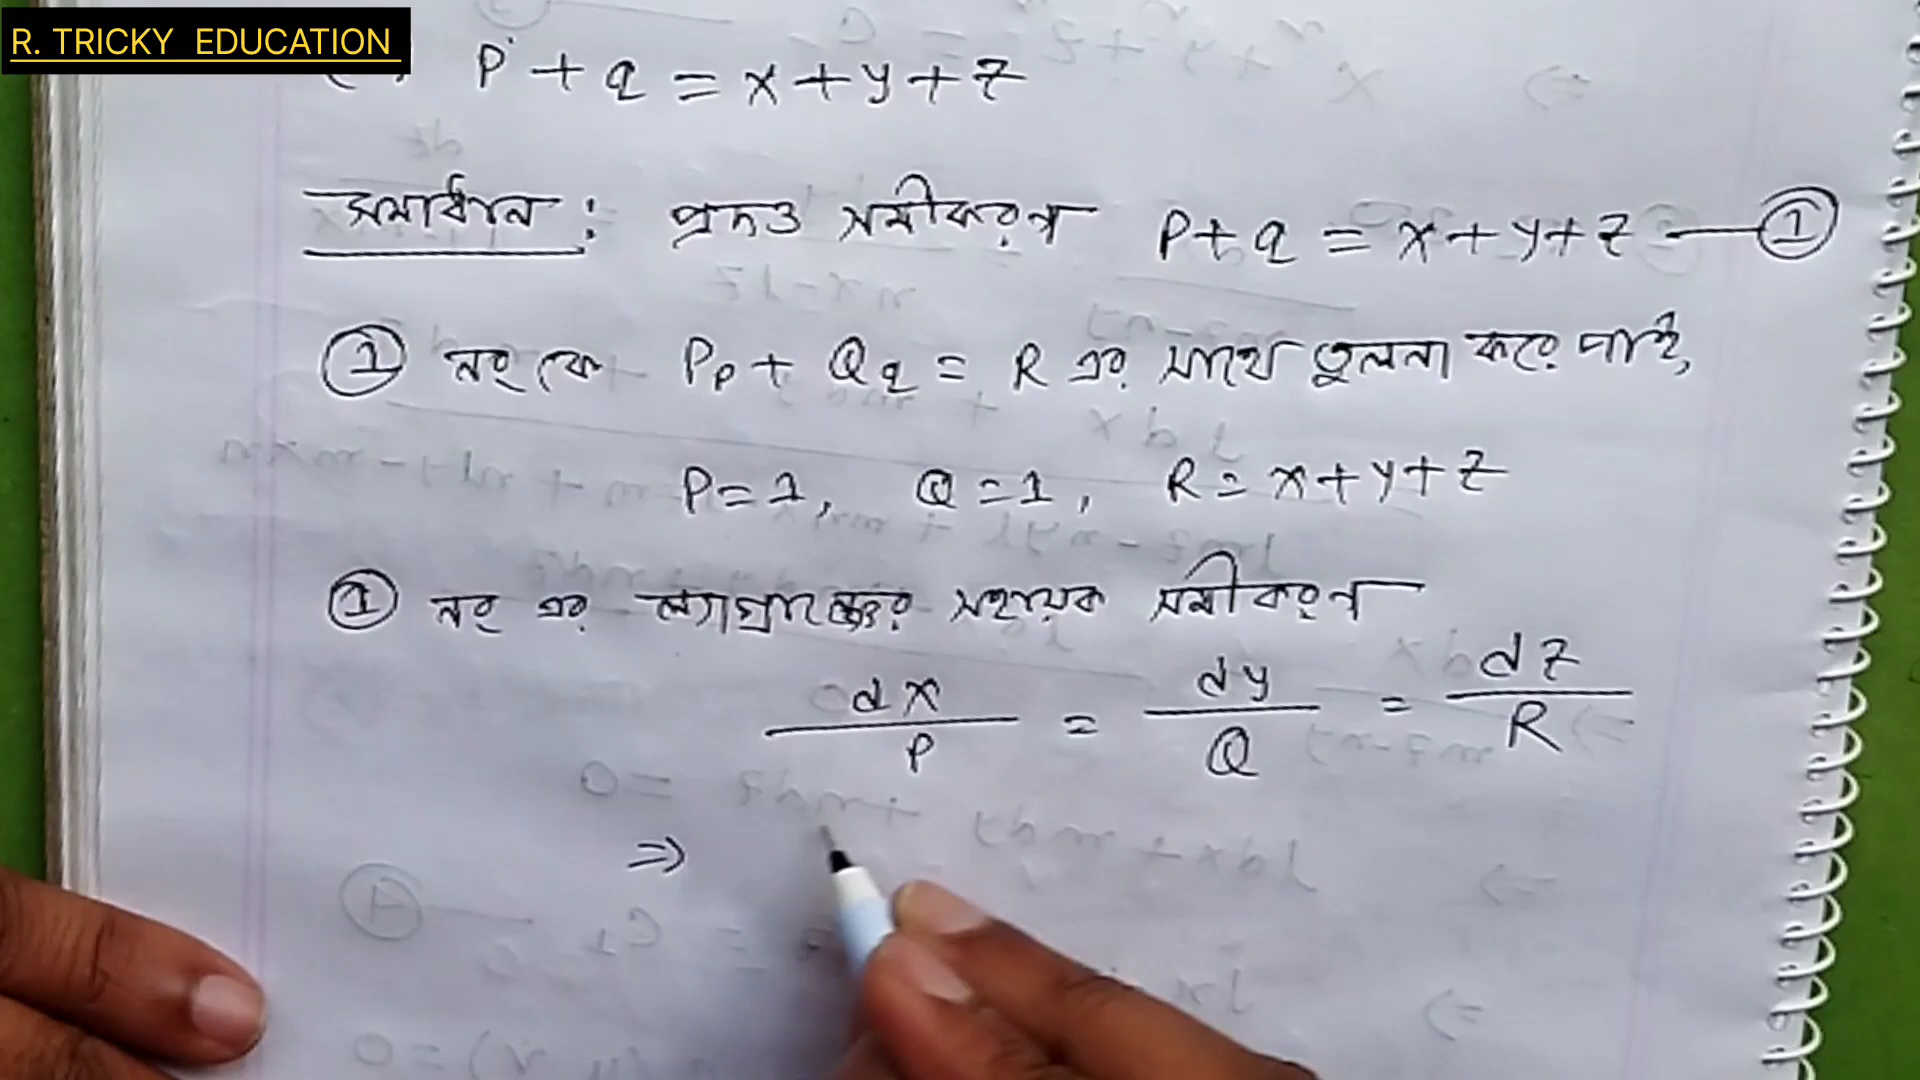 R. TRICKY EDUCATION
p + q = x + y + z
সমাধান : প্রদত্ত সমীকরণ p + q = x + y + z — ①
① নং কে Pp + Qq = R এর সাথে তুলনা করে পাই,
P = 1, Q = 1, R = x + y + z
① নং এর ল্যাগ্রাঞ্জের সহায়ক সমীকরণ
dx/P = dy/Q = dz/R
⇒